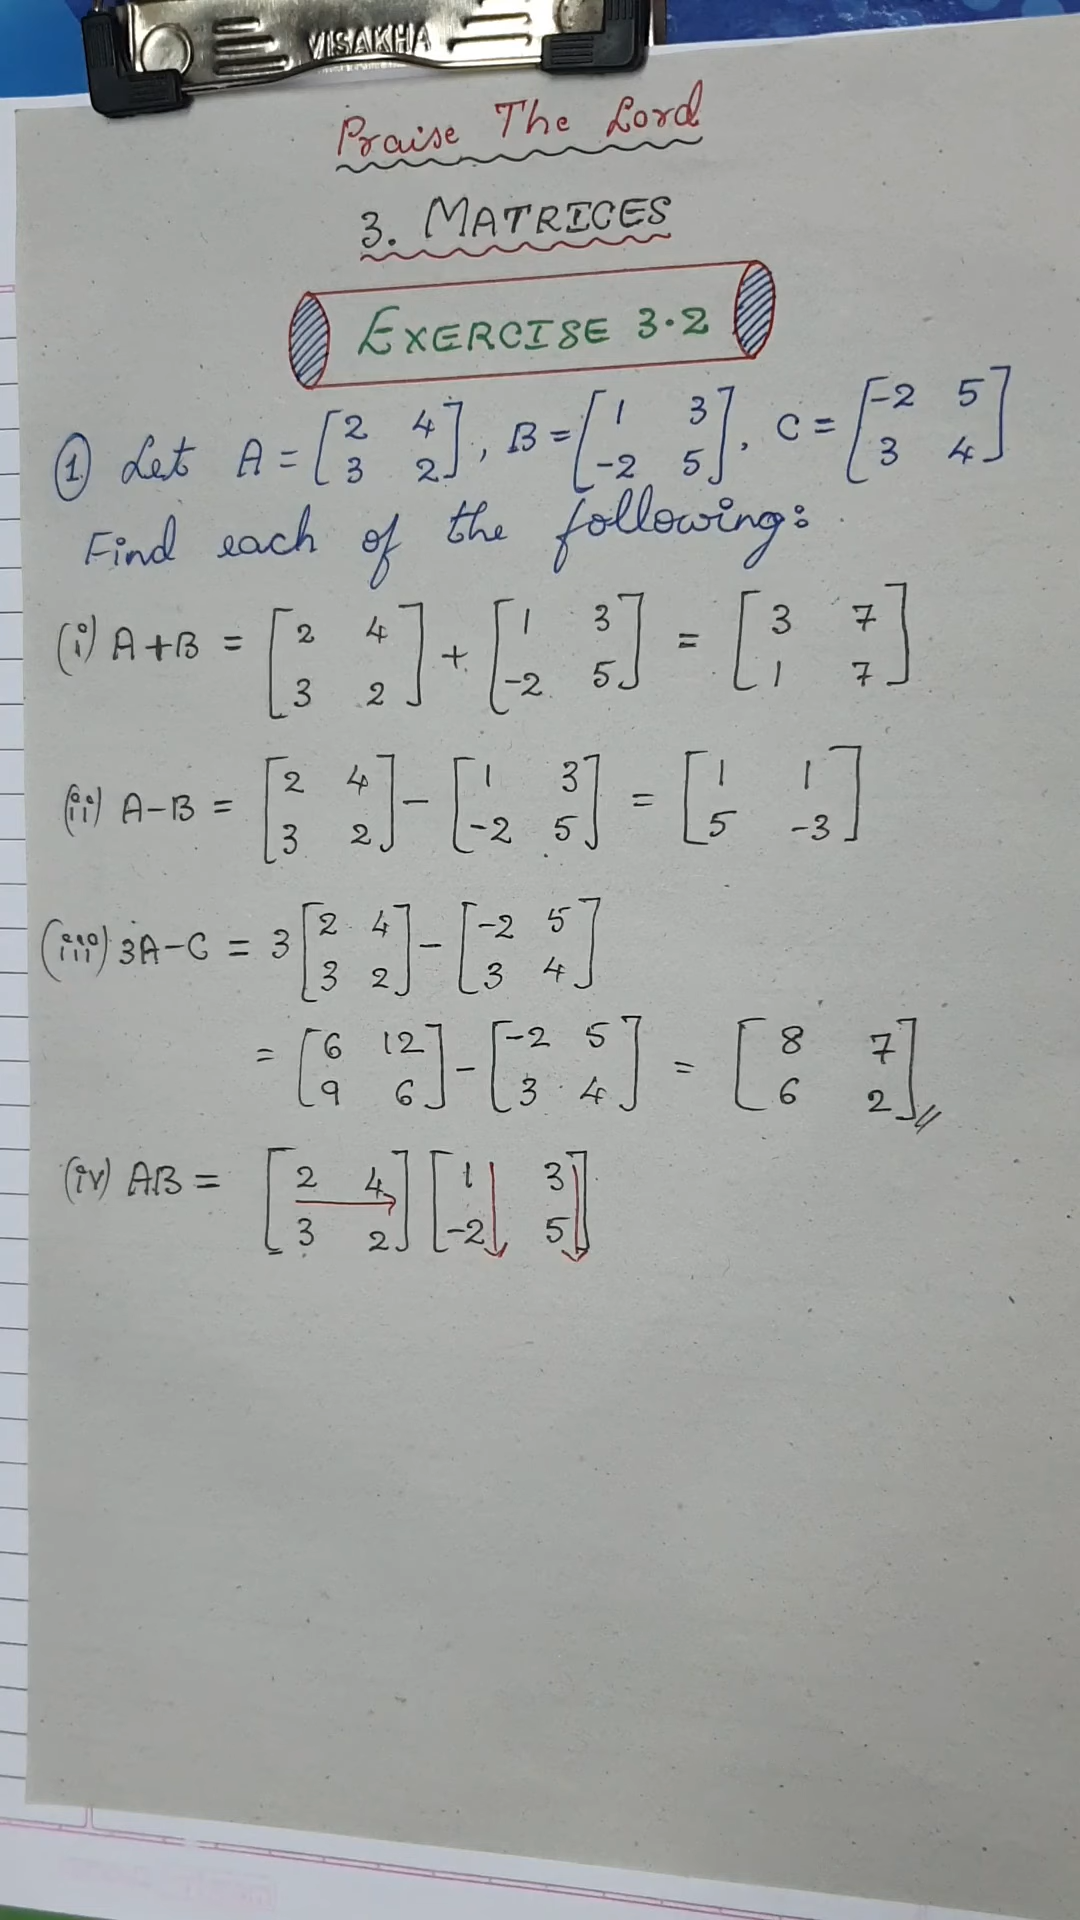 VISAKHA
Praise The Lord
3. MATRICES
EXERCISE 3.2
① Let A = [2 4; 3 2], B = [1 3; -2 5], C = [-2 5; 3 4]
Find each of the following:
(i) A+B = [2 4; 3 2] + [1 3; -2 5] = [3 7; 1 7]
(ii) A-B = [2 4; 3 2] - [1 3; -2 5] = [1 1; 5 -3]
(iii) 3A-C = 3 [2 4; 3 2] - [-2 5; 3 4]
= [6 12; 9 6] - [-2 5; 3 4] = [8 7; 6 2]
(iv) AB = [2 4; 3 2] [1 3; -2 5]